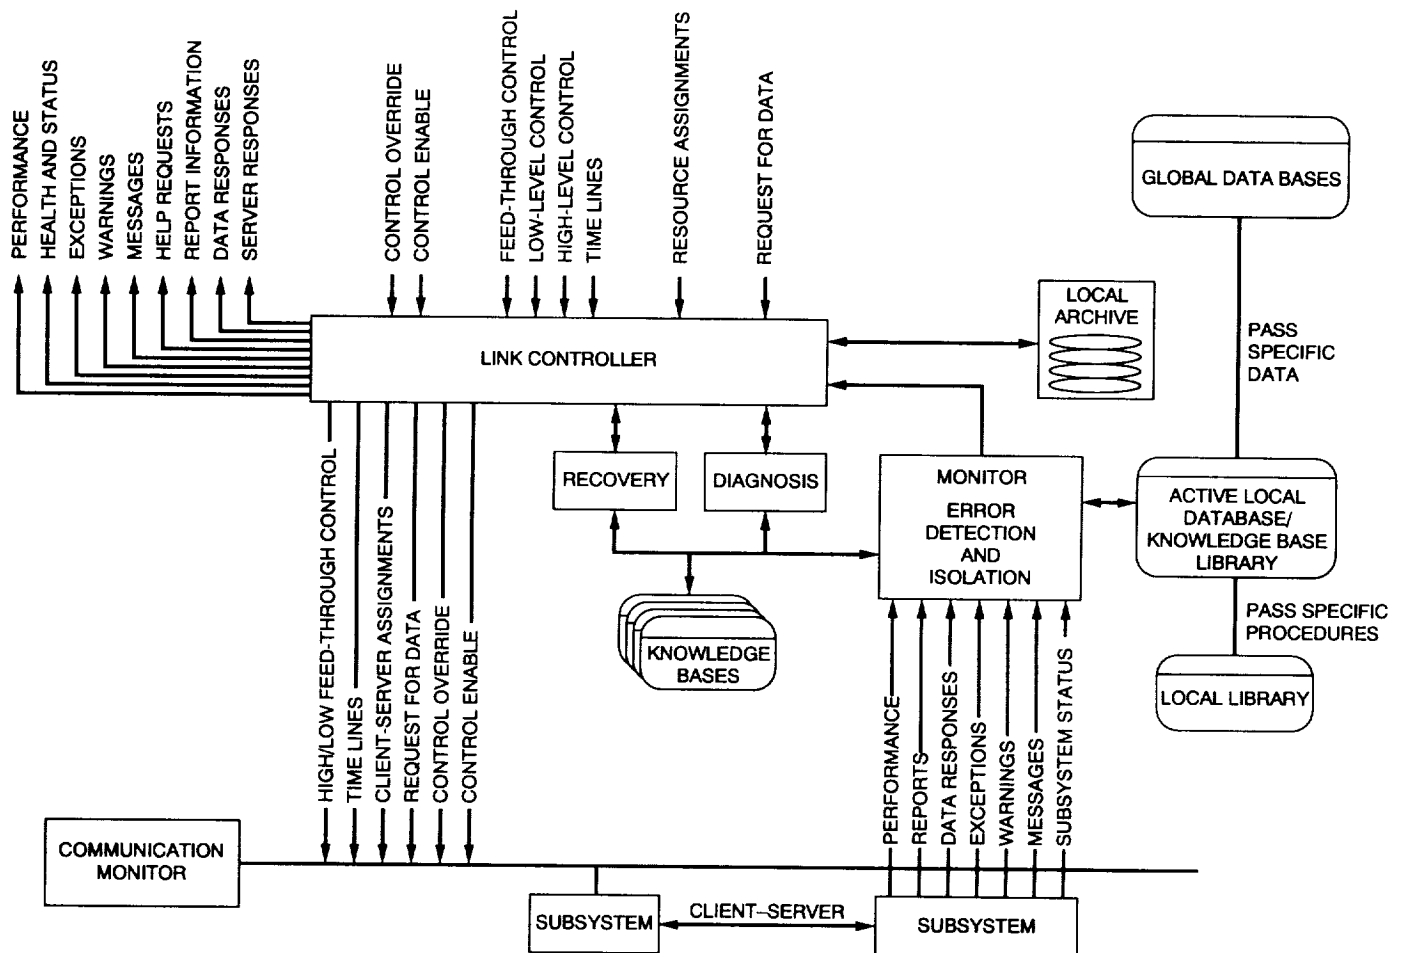 PERFORMANCE
HEALTH AND STATUS
EXCEPTIONS
WARNINGS
MESSAGES
HELP REQUESTS
REPORT INFORMATION
DATA RESPONSES
SERVER RESPONSES
CONTROL OVERRIDE
CONTROL ENABLE
FEED-THROUGH CONTROL
LOW-LEVEL CONTROL
HIGH-LEVEL CONTROL
TIME LINES
RESOURCE ASSIGNMENTS
REQUEST FOR DATA
GLOBAL DATA BASES
LINK CONTROLLER
LOCAL
ARCHIVE
PASS
SPECIFIC
DATA
RECOVERY
DIAGNOSIS
MONITOR
ERROR
DETECTION
AND
ISOLATION
ACTIVE LOCAL
DATABASE/
KNOWLEDGE BASE
LIBRARY
PASS SPECIFIC
PROCEDURES
KNOWLEDGE
BASES
LOCAL LIBRARY
HIGH/LOW FEED-THROUGH CONTROL
TIME LINES
CLIENT-SERVER ASSIGNMENTS
REQUEST FOR DATA
CONTROL OVERRIDE
CONTROL ENABLE
PERFORMANCE
REPORTS
DATA RESPONSES
EXCEPTIONS
WARNINGS
MESSAGES
SUBSYSTEM STATUS
COMMUNICATION
MONITOR
SUBSYSTEM
CLIENT–SERVER
SUBSYSTEM